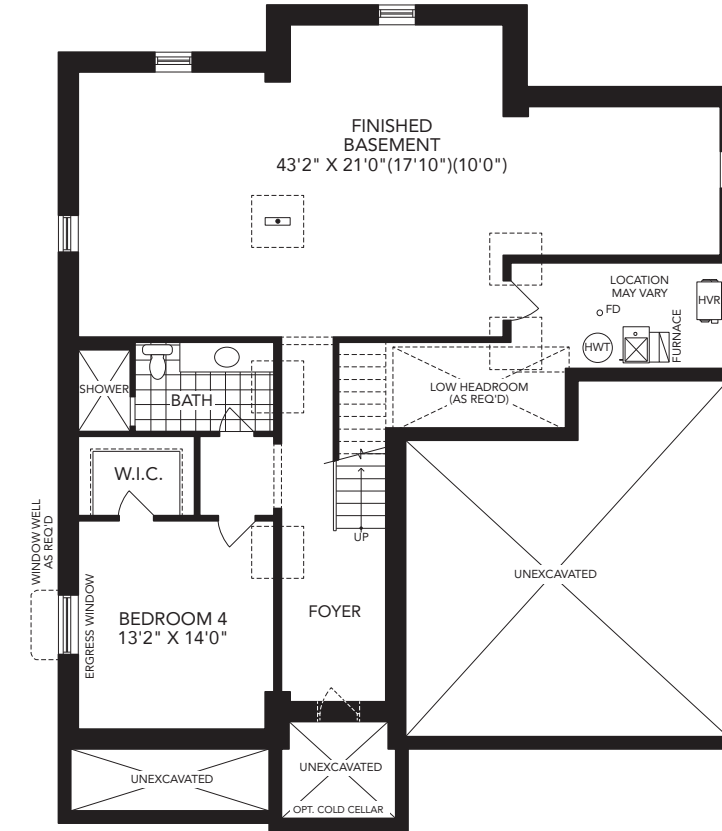 FINISHED
BASEMENT
43'2" X 21'0"(17'10")(10'0")
LOCATION
MAY VARY
FD
HVR
HWT
FURNACE
SHOWER
BATH
LOW HEADROOM
(AS REQ'D)
W.I.C.
UP
WINDOW WELL
AS REQ'D
ERGRESS WINDOW
BEDROOM 4
13'2" X 14'0"
FOYER
UNEXCAVATED
UNEXCAVATED
UNEXCAVATED
OPT. COLD CELLAR